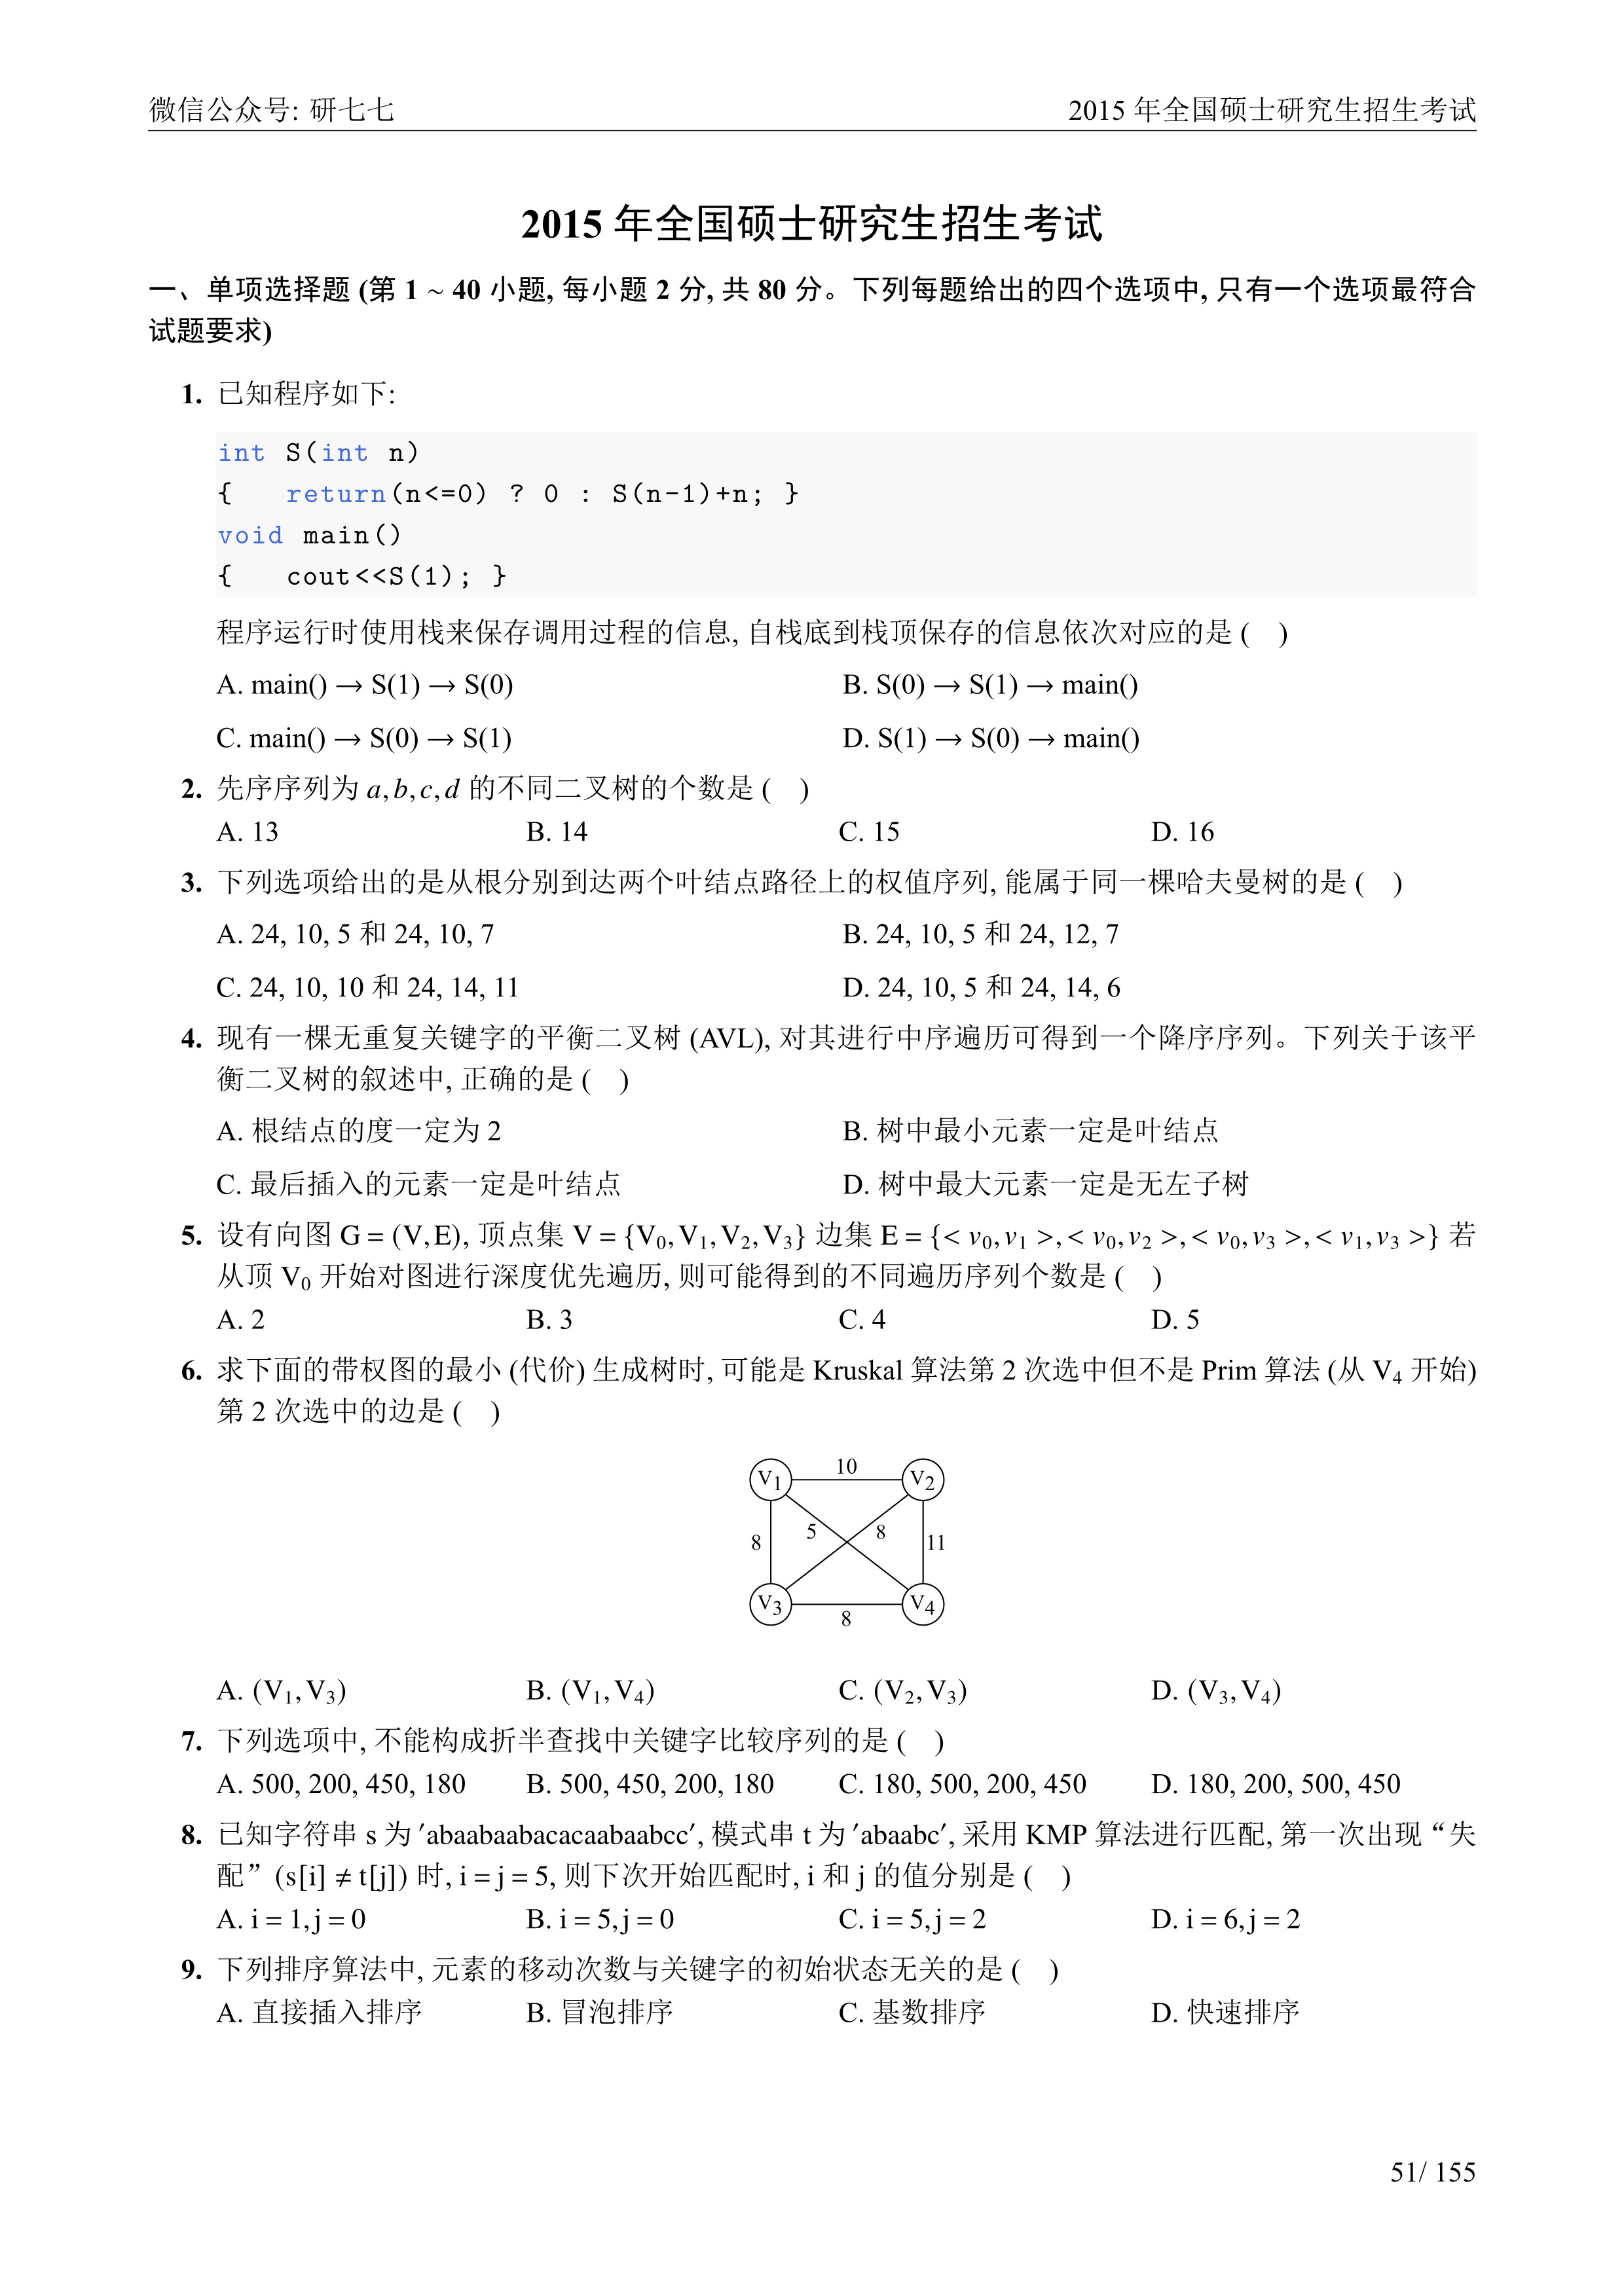 微信公众号: 研七七
2015 年全国硕士研究生招生考试
2015 年全国硕士研究生招生考试
一、单项选择题 (第 1 ~ 40 小题, 每小题 2 分, 共 80 分。下列每题给出的四个选项中, 只有一个选项最符合
试题要求)
1. 已知程序如下:
int S(int n)
{ return(n<=0) ? 0 : S(n-1)+n; }
void main()
{ cout<<S(1); }
程序运行时使用栈来保存调用过程的信息, 自栈底到栈顶保存的信息依次对应的是 ( )
A. main() → S(1) → S(0) B. S(0) → S(1) → main()
C. main() → S(0) → S(1) D. S(1) → S(0) → main()
2. 先序序列为 a,b,c,d 的不同二叉树的个数是 ( )
A. 13 B. 14 C. 15 D. 16
3. 下列选项给出的是从根分别到达两个叶结点路径上的权值序列, 能属于同一棵哈夫曼树的是 ( )
A. 24, 10, 5 和 24, 10, 7 B. 24, 10, 5 和 24, 12, 7
C. 24, 10, 10 和 24, 14, 11 D. 24, 10, 5 和 24, 14, 6
4. 现有一棵无重复关键字的平衡二叉树 (AVL), 对其进行中序遍历可得到一个降序序列。下列关于该平
衡二叉树的叙述中, 正确的是 ( )
A. 根结点的度一定为 2 B. 树中最小元素一定是叶结点
C. 最后插入的元素一定是叶结点 D. 树中最大元素一定是无左子树
5. 设有向图 G = (V,E), 顶点集 V = {V₀,V₁,V₂,V₃} 边集 E = {< v₀,v₁ >,< v₀,v₂ >,< v₀,v₃ >,< v₁,v₃ >} 若
从顶 V₀ 开始对图进行深度优先遍历, 则可能得到的不同遍历序列个数是 ( )
A. 2 B. 3 C. 4 D. 5
6. 求下面的带权图的最小 (代价) 生成树时, 可能是 Kruskal 算法第 2 次选中但不是 Prim 算法 (从 V₄ 开始)
第 2 次选中的边是 ( )
V₁ 10 V₂
8 5 8 11
V₃ 8 V₄
A. (V₁,V₃) B. (V₁,V₄) C. (V₂,V₃) D. (V₃,V₄)
7. 下列选项中, 不能构成折半查找中关键字比较序列的是 ( )
A. 500, 200, 450, 180 B. 500, 450, 200, 180 C. 180, 500, 200, 450 D. 180, 200, 500, 450
8. 已知字符串 s 为 ′abaabaabacacaabaabcc′, 模式串 t 为 ′abaabc′, 采用 KMP 算法进行匹配, 第一次出现“失
配”(s[i] ≠ t[j]) 时, i = j = 5, 则下次开始匹配时, i 和 j 的值分别是 ( )
A. i = 1,j = 0 B. i = 5,j = 0 C. i = 5,j = 2 D. i = 6,j = 2
9. 下列排序算法中, 元素的移动次数与关键字的初始状态无关的是 ( )
A. 直接插入排序 B. 冒泡排序 C. 基数排序 D. 快速排序
51/ 155